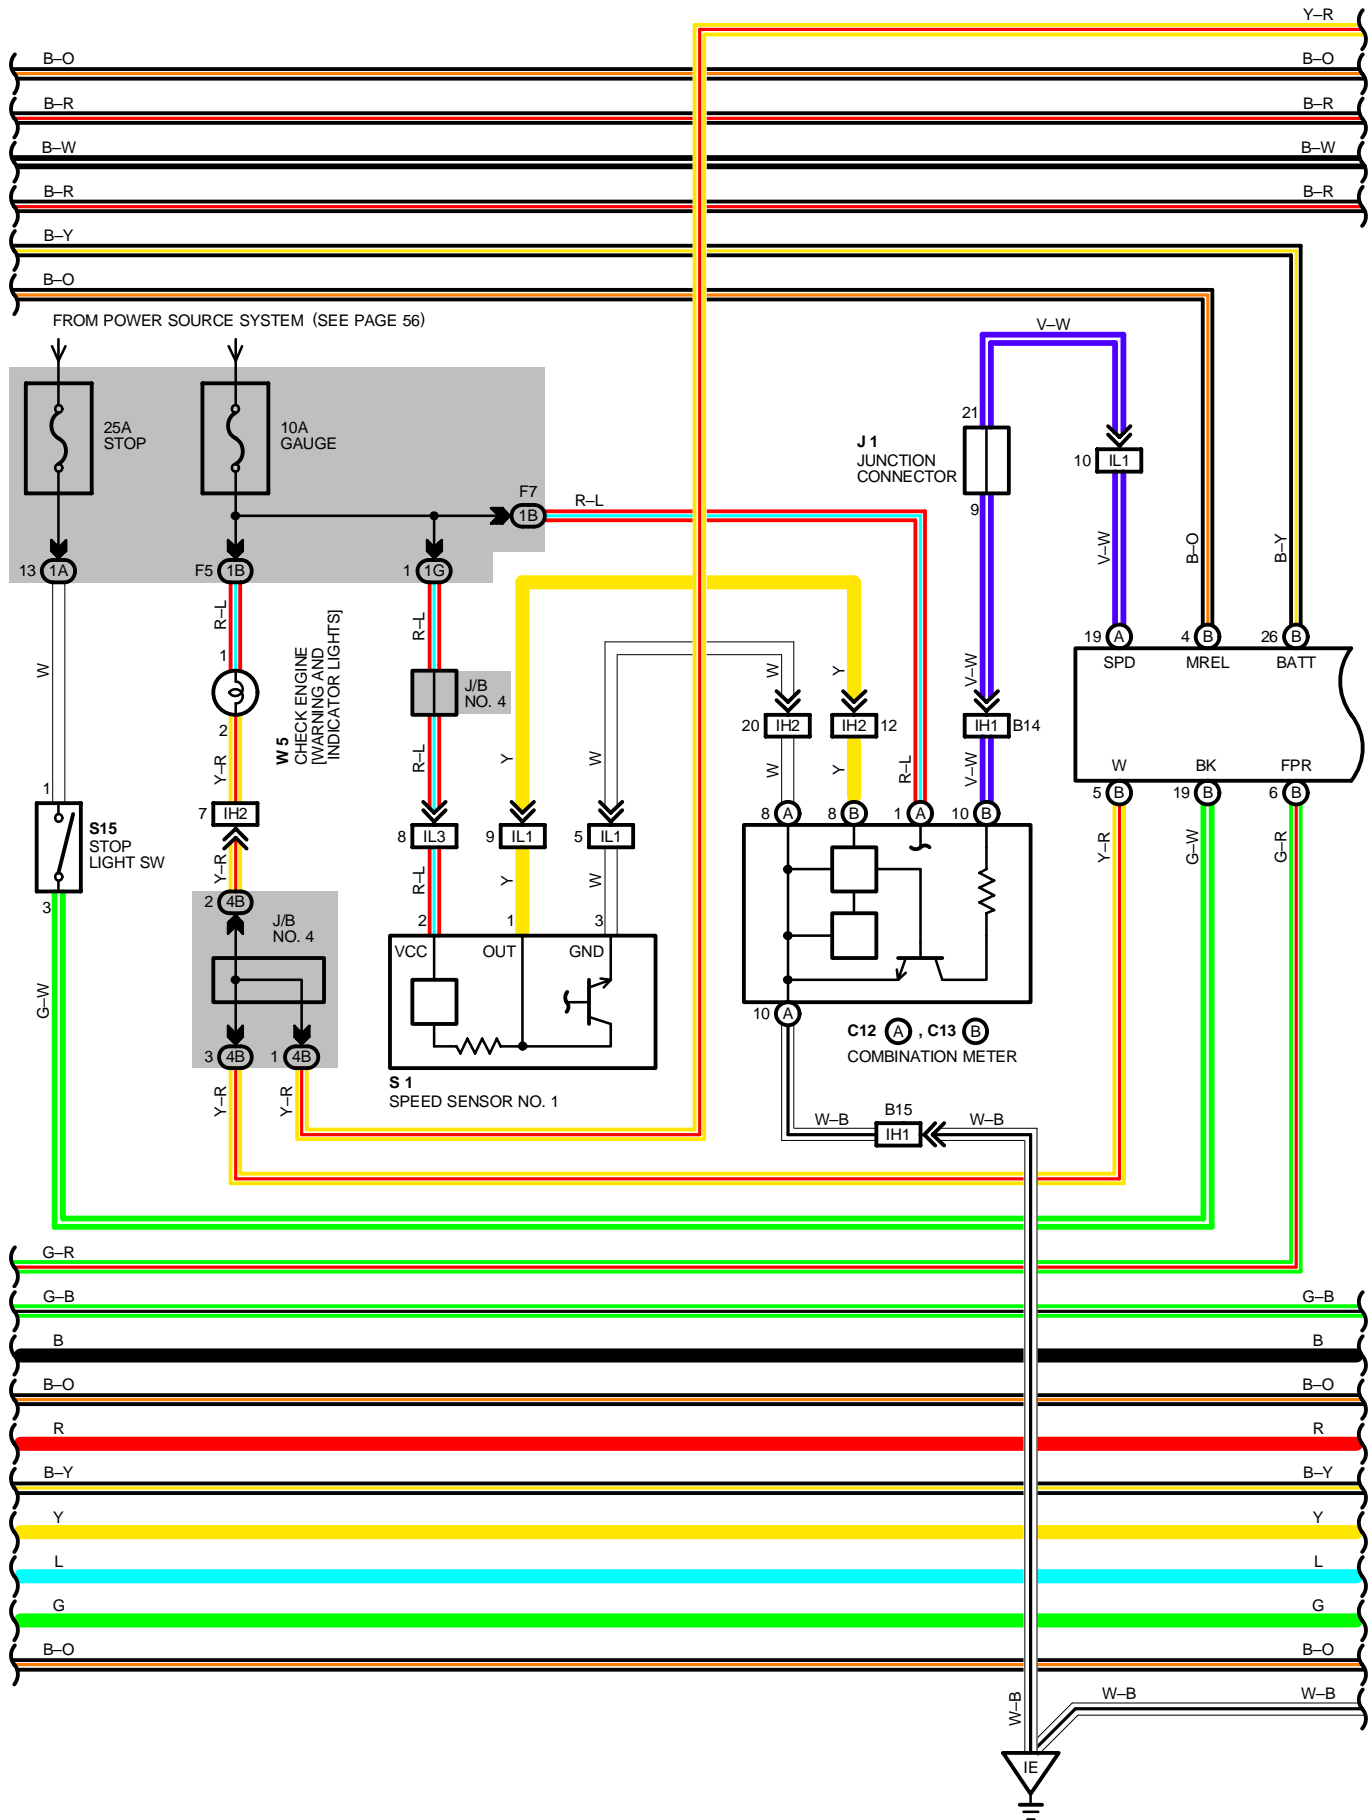 Y–R
B–O B–O
B–R B–R
B–W B–W
B–R B–R
B–Y
B–O
FROM POWER SOURCE SYSTEM (SEE PAGE 56)
V–W
25A
STOP
10A
GAUGE
21
J 1
JUNCTION
CONNECTOR
9
10 IL1
F7
1B
R–L
V–W
B–O
B–Y
13 1A
F5 1B
1 1G
R–L
R–L
W
1
2
W 5
CHECK ENGINE
[WARNING AND
INDICATOR LIGHTS]
J/B
NO. 4
W
Y
V–W
19 A
4 B
26 B
SPD
MREL
BATT
20 IH2
IH2 12
IH1 B14
Y–R
R–L
Y
W
W
Y
R–L
V–W
W
BK
FPR
5 B
19 B
6 B
1
S15
STOP
LIGHT SW
3
7 IH2
8 IL3
9 IL1
5 IL1
8 A
8 B
1 A
10 B
Y–R
R–L
Y
W
Y–R
G–W
G–R
2 4B
J/B
NO. 4
2
1
3
VCC
OUT
GND
G–W
10 A
C12 A , C13 B
COMBINATION METER
3 4B
1 4B
S 1
SPEED SENSOR NO. 1
Y–R
Y–R
W–B
B15
IH1
W–B
G–R
G–B G–B
B B
B–O B–O
R R
B–Y B–Y
Y Y
L L
G G
B–O B–O
W–B
W–B W–B
IE